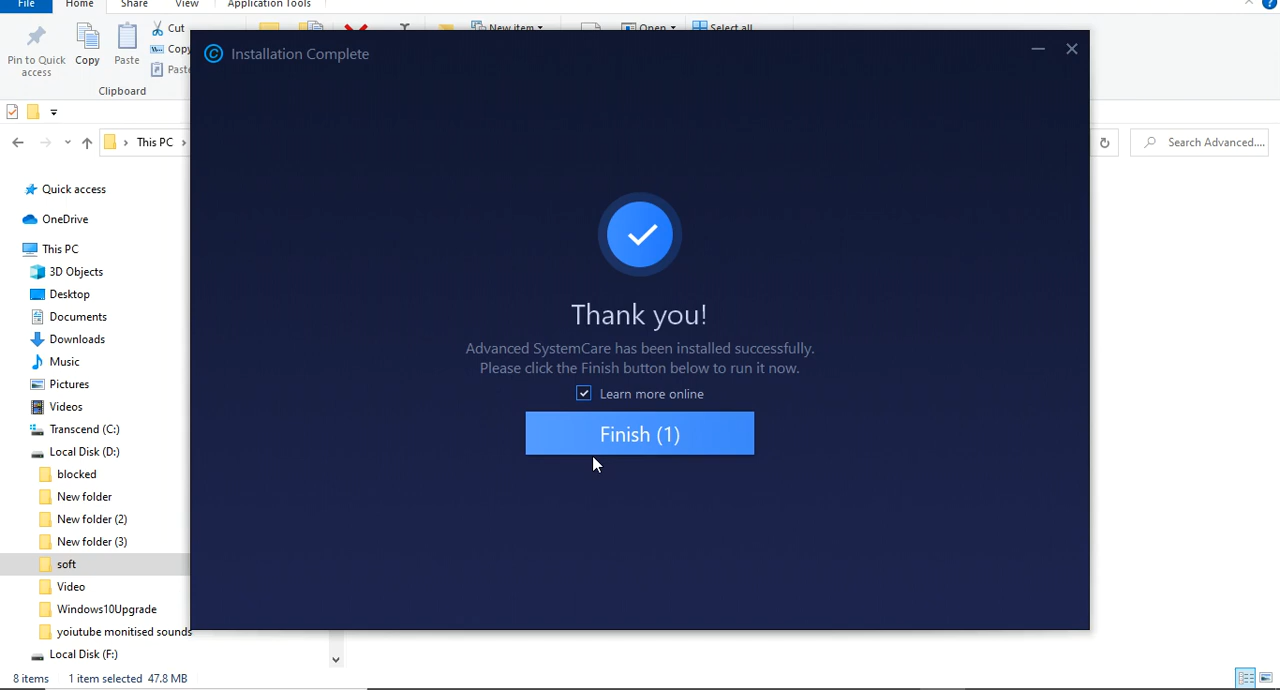 File Home Share View Application Tools
Cut
New item
Open
Select all
Pin to Quick
access
Copy
Paste
Copy
Paste
Clipboard
Installation Complete
This PC
Search Advanced....
Quick access
OneDrive
This PC
3D Objects
Desktop
Documents
Downloads
Music
Pictures
Videos
Transcend (C:)
Local Disk (D:)
blocked
New folder
New folder (2)
New folder (3)
soft
Video
Windows10Upgrade
yoiutube monitised sounds
Local Disk (F:)
Thank you!
Advanced SystemCare has been installed successfully.
Please click the Finish button below to run it now.
Learn more online
Finish (1)
8 items 1 item selected 47.8 MB